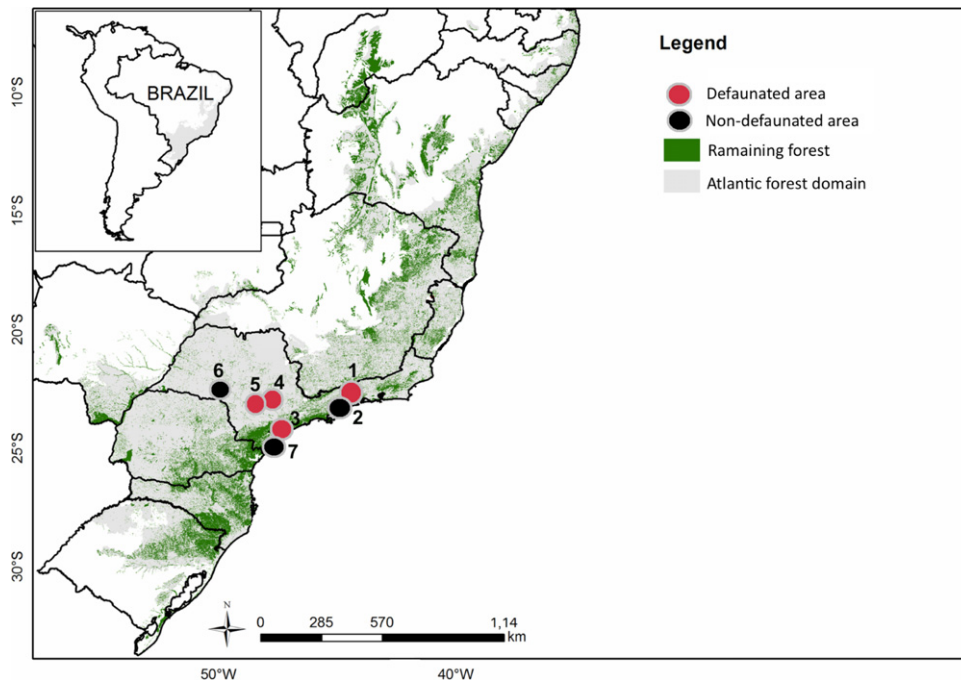 BRAZIL
Legend
Defaunated area
Non-defaunated area
Ramaining forest
Atlantic forest domain
10°S
15°S
20°S
25°S
30°S
6
5
4
1
2
3
7
N
0 285 570 1,14
km
50°W 40°W